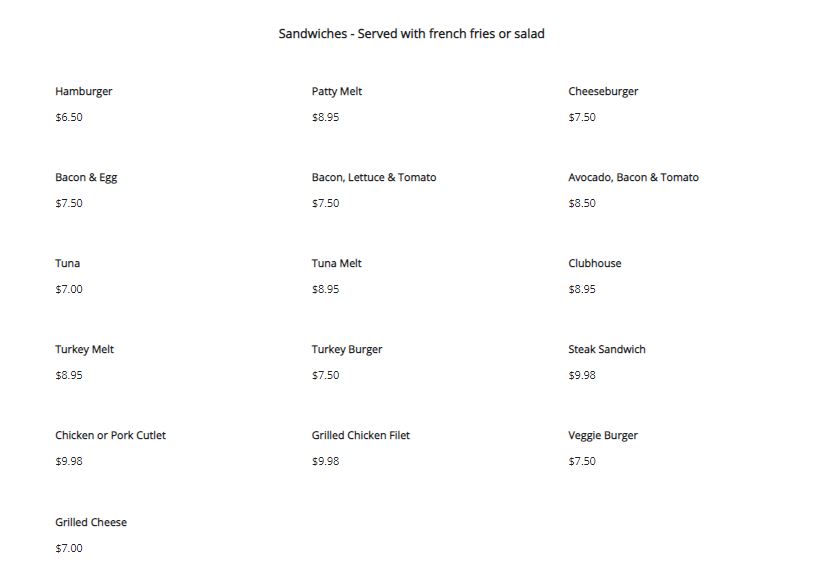 Sandwiches - Served with french fries or salad
Hamburger
$6.50
Patty Melt
$8.95
Cheeseburger
$7.50
Bacon & Egg
$7.50
Bacon, Lettuce & Tomato
$7.50
Avocado, Bacon & Tomato
$8.50
Tuna
$7.00
Tuna Melt
$8.95
Clubhouse
$8.95
Turkey Melt
$8.95
Turkey Burger
$7.50
Steak Sandwich
$9.98
Chicken or Pork Cutlet
$9.98
Grilled Chicken Filet
$9.98
Veggie Burger
$7.50
Grilled Cheese
$7.00